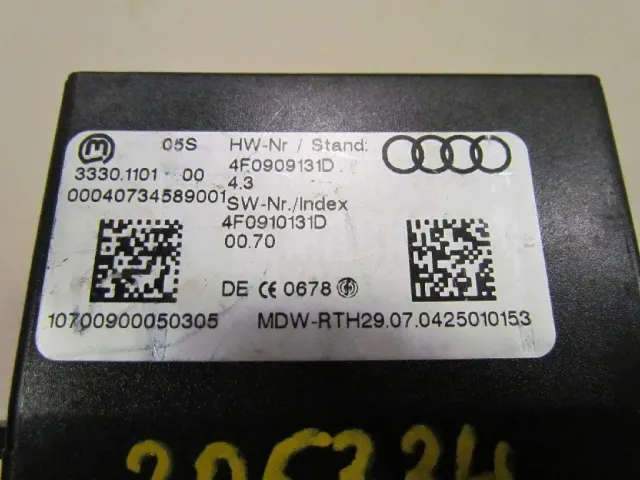 M 05S HW-Nr / Stand:
3330.1101 00 4F0909131D
00040734589001 4.3
SW-Nr./Index
4F0910131D
00.70
DE CE 0678
10700900050305 MDW-RTH29.07.0425010153